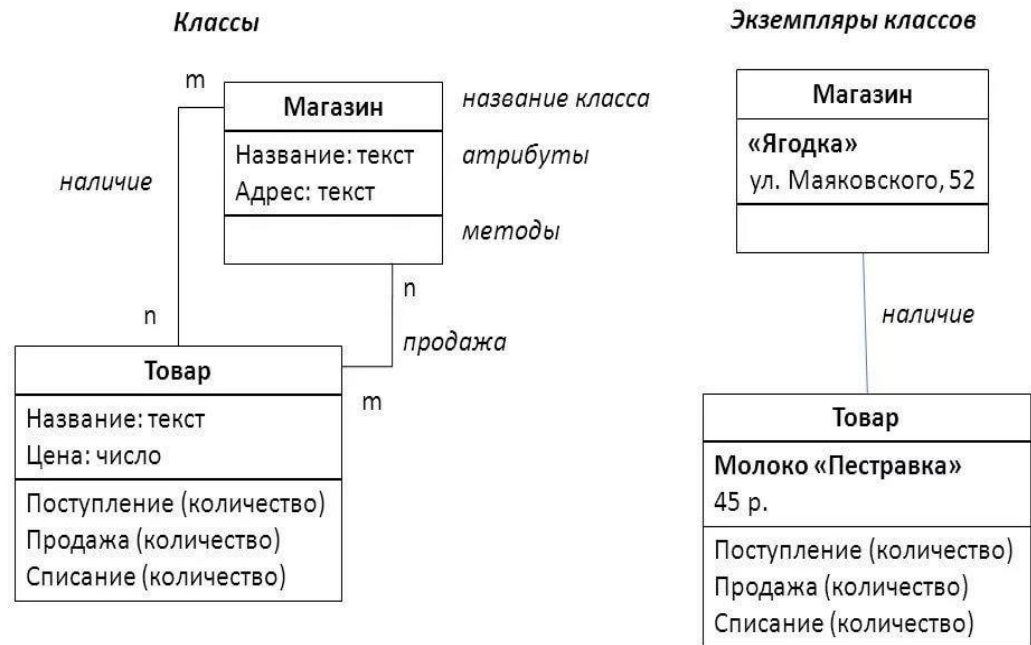 Классы
m
Магазин
название класса
Название: текст
атрибуты
Адрес: текст
наличие
методы
n
n
продажа
Товар
m
Название: текст
Цена: число
Поступление (количество)
Продажа (количество)
Списание (количество)
Экземпляры классов
Магазин
«Ягодка»
ул. Маяковского, 52
наличие
Товар
Молоко «Пестравка»
45 р.
Поступление (количество)
Продажа (количество)
Списание (количество)